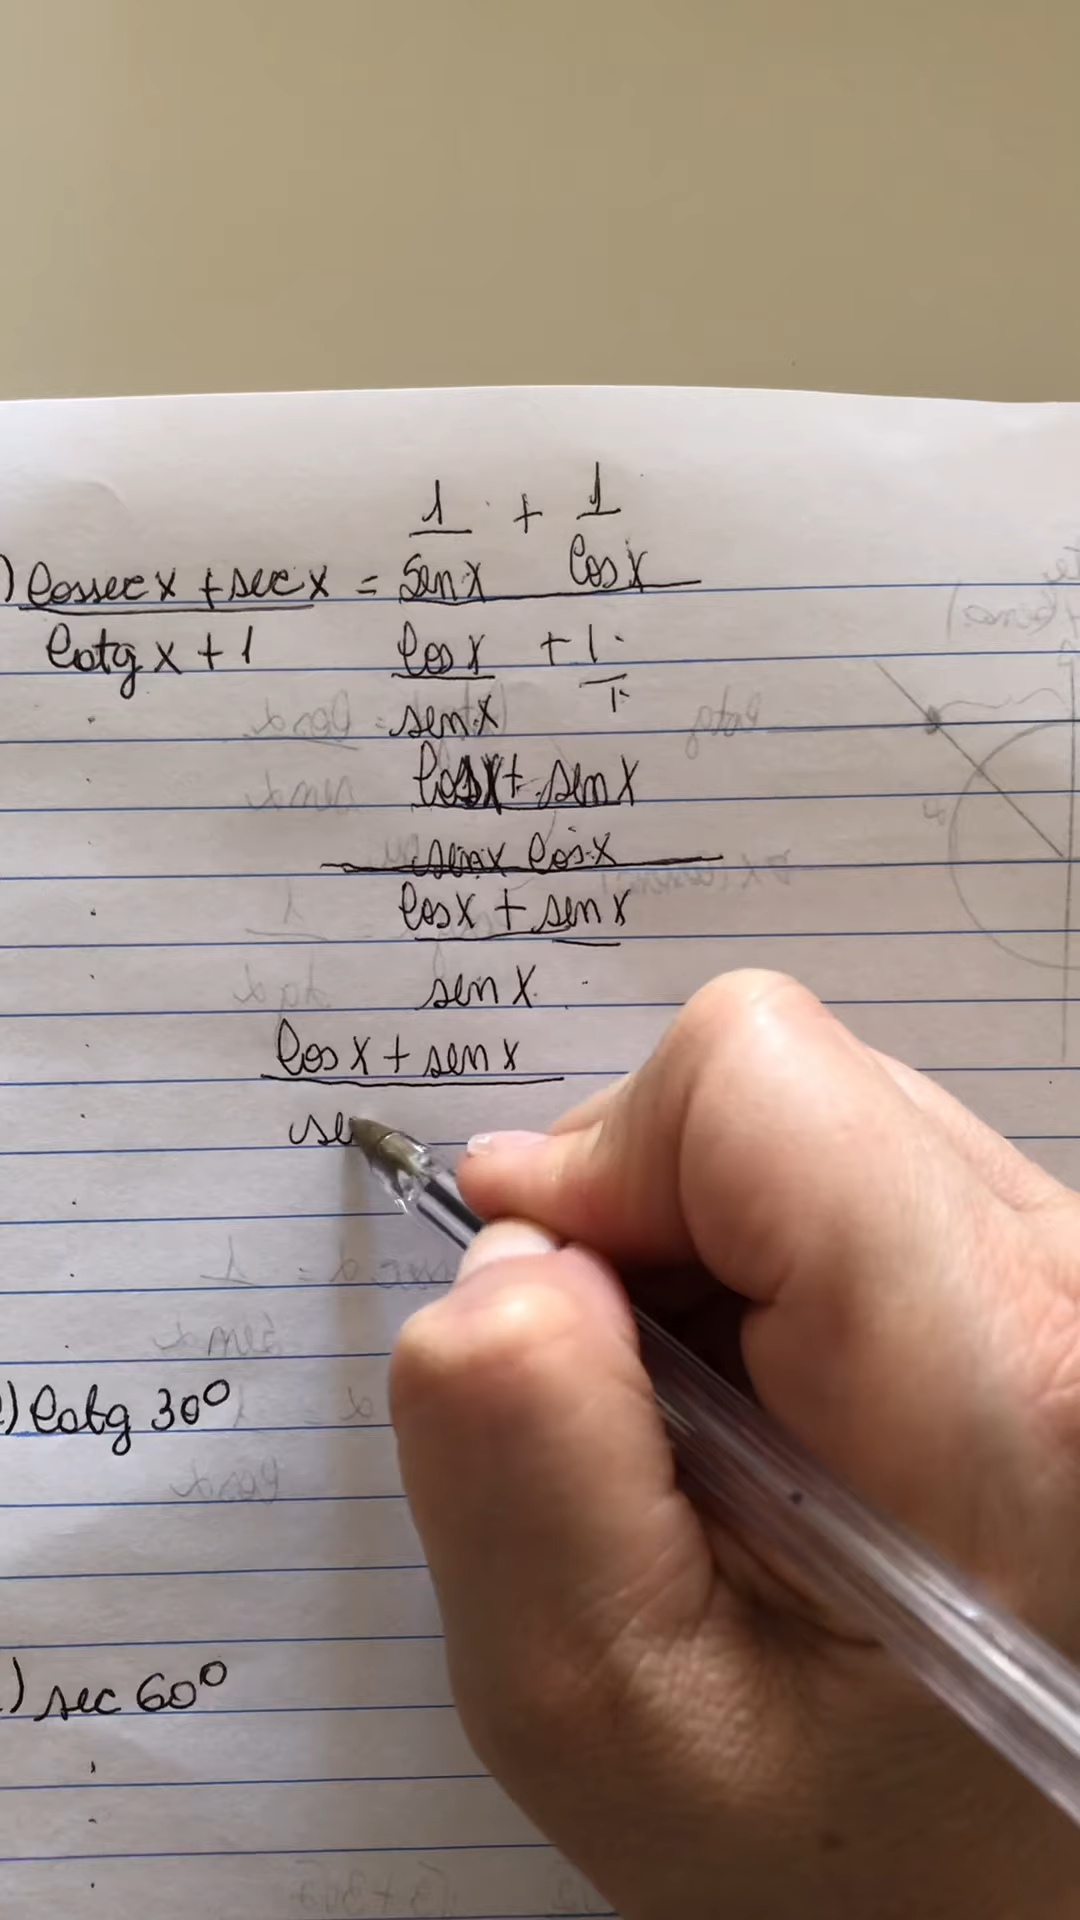 1 + 1
) cossec x + sec x = sen x cos x
cotg x + 1 cos x + 1
sen x 1
cos x + sen x
sen x cos x
cos x + sen x
sen x
cos x + sen x
se
) cotg 30°
) sec 60°